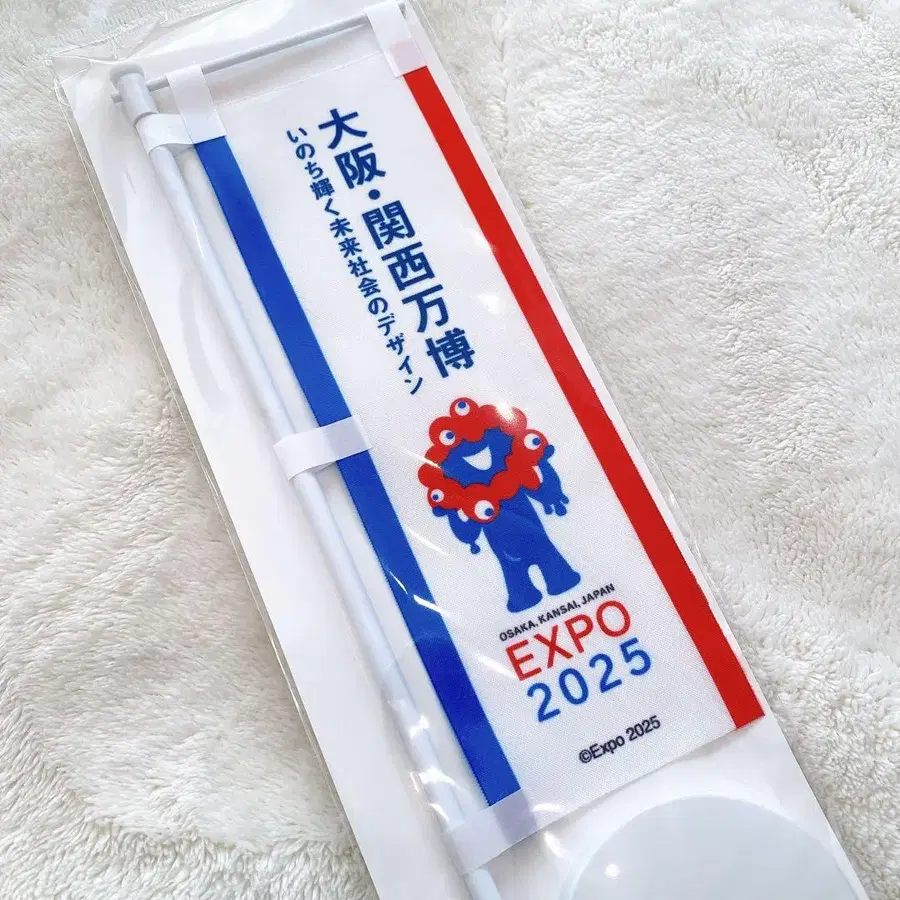 大阪・関西万博
いのち輝く未来社会のデザイン
OSAKA, KANSAI, JAPAN
EXPO
2025
©Expo 2025